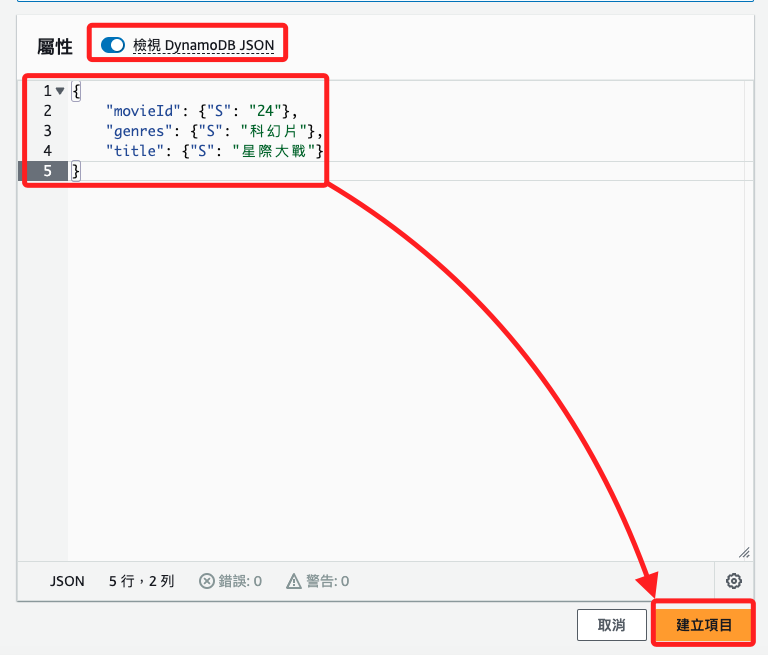 屬性 檢視 DynamoDB JSON
1 {
2 "movieId": {"S": "24"},
3 "genres": {"S": "科幻片"},
4 "title": {"S": "星際大戰"}
5 }
JSON 5 行，2 列 錯誤: 0 警告: 0
取消 建立項目